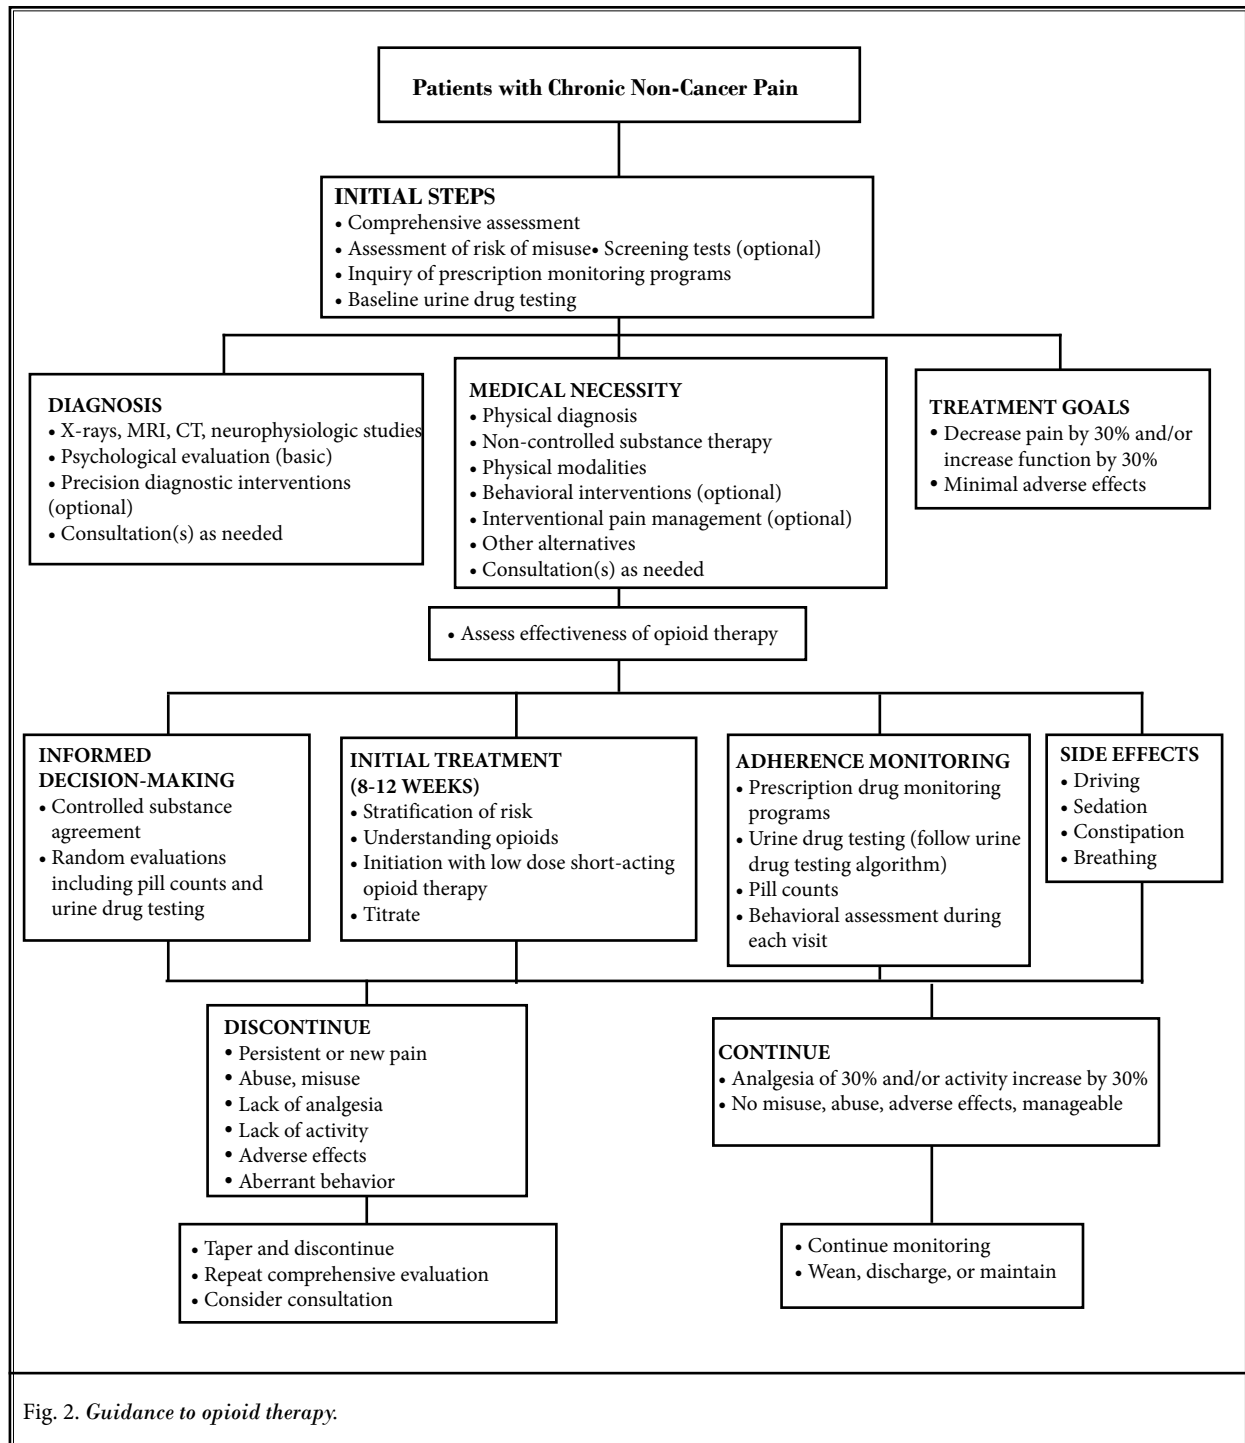 Patients with Chronic Non-Cancer Pain
INITIAL STEPS
• Comprehensive assessment
• Assessment of risk of misuse• Screening tests (optional)
• Inquiry of prescription monitoring programs
• Baseline urine drug testing
DIAGNOSIS
• X-rays, MRI, CT, neurophysiologic studies
• Psychological evaluation (basic)
• Precision diagnostic interventions
(optional)
• Consultation(s) as needed
MEDICAL NECESSITY
• Physical diagnosis
• Non-controlled substance therapy
• Physical modalities
• Behavioral interventions (optional)
• Interventional pain management (optional)
• Other alternatives
• Consultation(s) as needed
TREATMENT GOALS
• Decrease pain by 30% and/or
increase function by 30%
• Minimal adverse effects
• Assess effectiveness of opioid therapy
INFORMED
DECISION-MAKING
• Controlled substance
agreement
• Random evaluations
including pill counts and
urine drug testing
INITIAL TREATMENT
(8-12 WEEKS)
• Stratification of risk
• Understanding opioids
• Initiation with low dose short-acting
opioid therapy
• Titrate
ADHERENCE MONITORING
• Prescription drug monitoring
programs
• Urine drug testing (follow urine
drug testing algorithm)
• Pill counts
• Behavioral assessment during
each visit
SIDE EFFECTS
• Driving
• Sedation
• Constipation
• Breathing
DISCONTINUE
• Persistent or new pain
• Abuse, misuse
• Lack of analgesia
• Lack of activity
• Adverse effects
• Aberrant behavior
CONTINUE
• Analgesia of 30% and/or activity increase by 30%
• No misuse, abuse, adverse effects, manageable
• Taper and discontinue
• Repeat comprehensive evaluation
• Consider consultation
• Continue monitoring
• Wean, discharge, or maintain
Fig. 2. Guidance to opioid therapy.